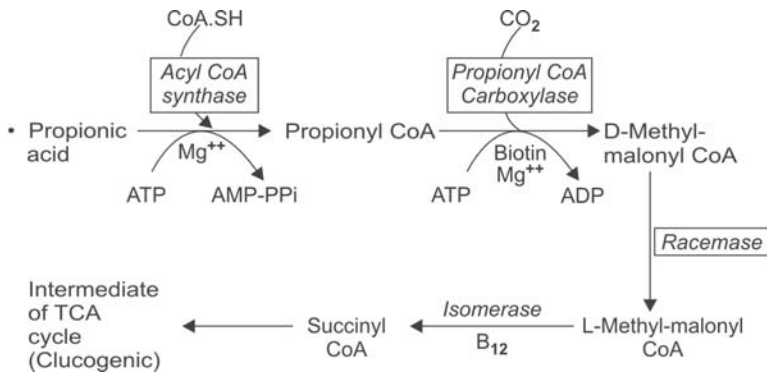 CoA.SH
CO2
Acyl CoA
synthase
Propionyl CoA
Carboxylase
• Propionic
acid
Mg++
Propionyl CoA
Biotin
Mg++
D-Methyl-
malonyl CoA
ATP
AMP-PPi
ATP
ADP
Racemase
Intermediate
of TCA
cycle
(Clucogenic)
Succinyl
CoA
Isomerase
B12
L-Methyl-malonyl
CoA